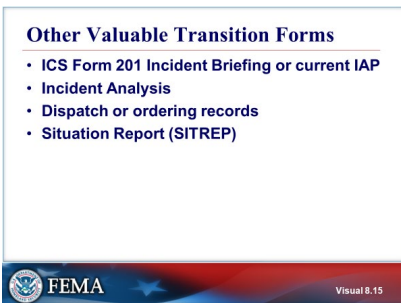 Other Valuable Transition Forms
• ICS Form 201 Incident Briefing or current IAP
• Incident Analysis
• Dispatch or ordering records
• Situation Report (SITREP)
FEMA
Visual 8.15